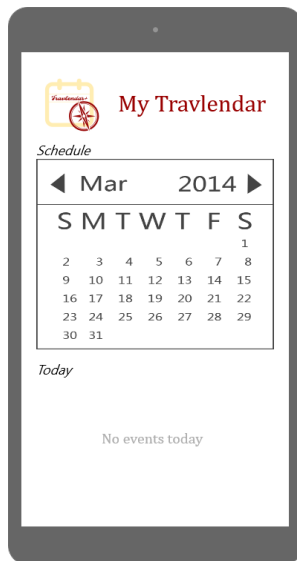 Travlendar+
My Travlendar
Schedule
Mar 2014
S M T W T F S
1
2 3 4 5 6 7 8
9 10 11 12 13 14 15
16 17 18 19 20 21 22
23 24 25 26 27 28 29
30 31
Today
No events today